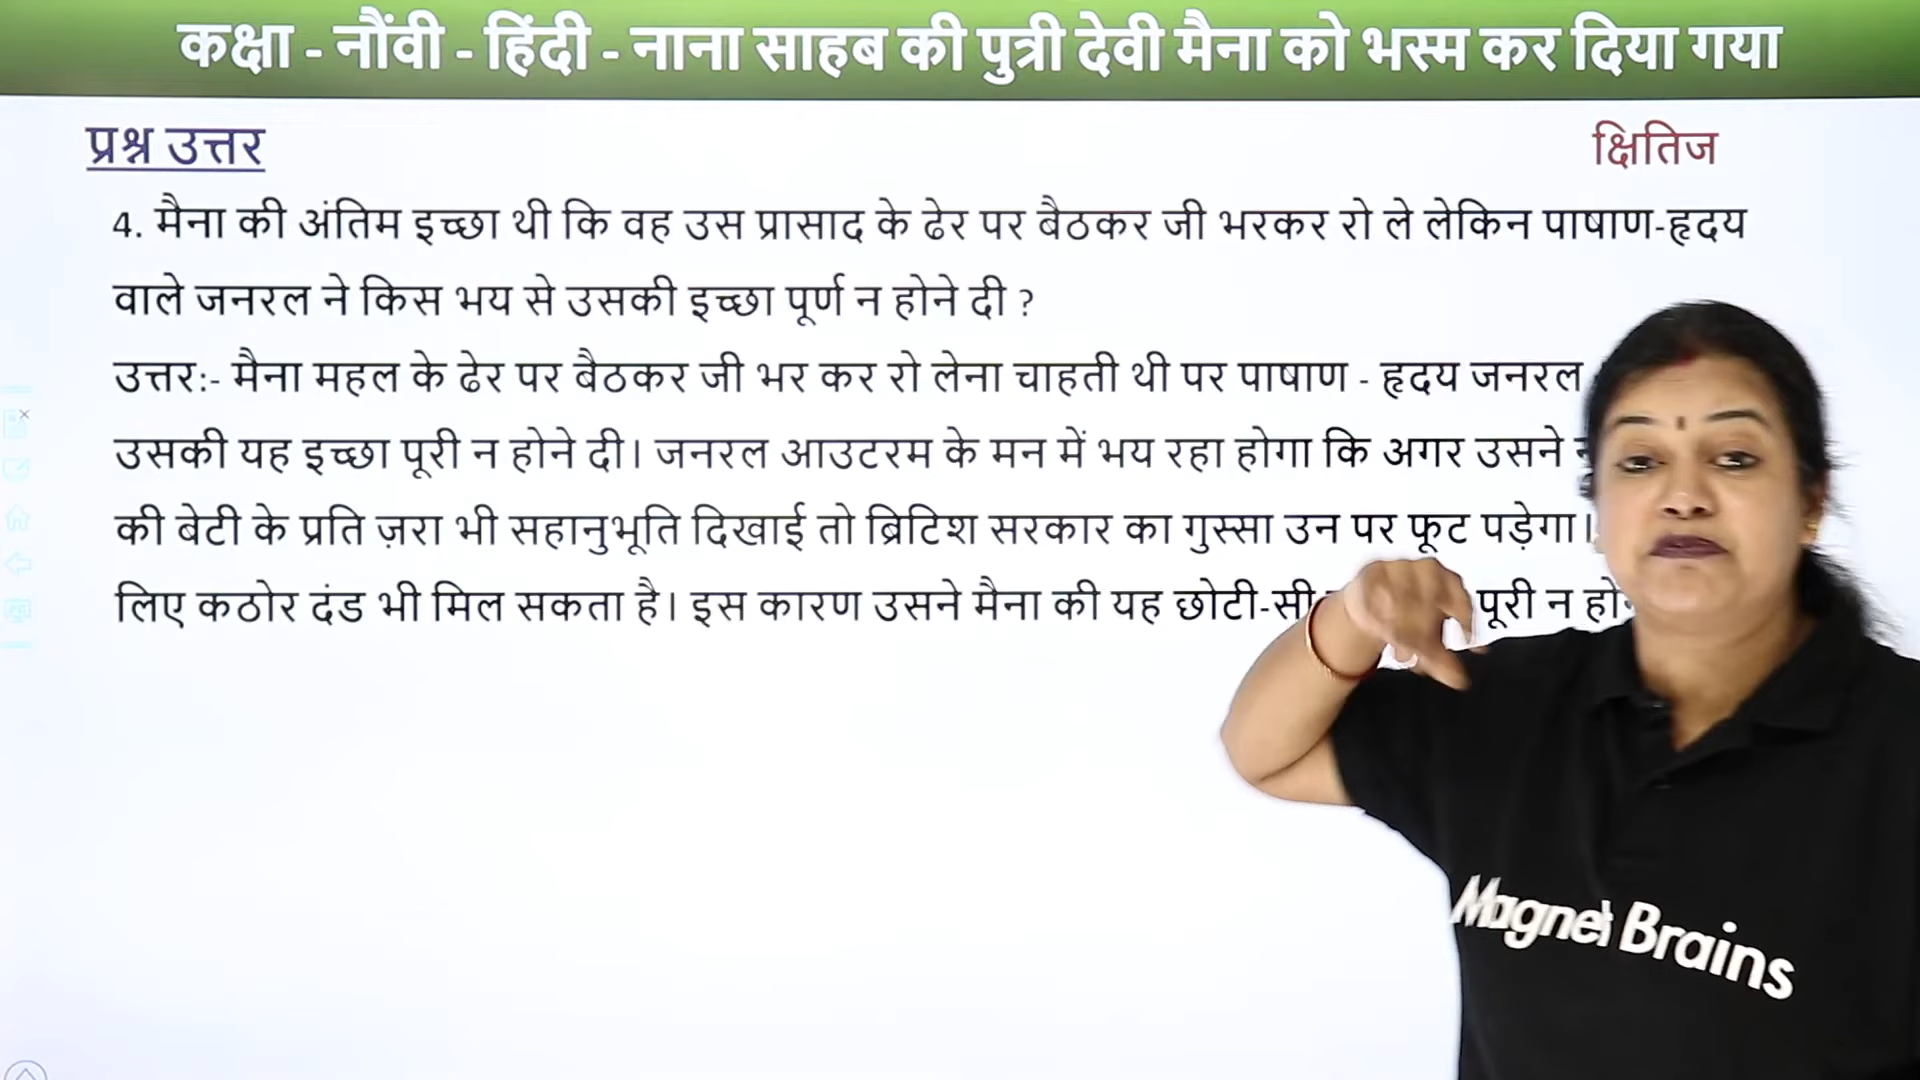 कक्षा - नौंवी - हिंदी - नाना साहब की पुत्री देवी मैना को भस्म कर दिया गया
प्रश्न उत्तर
क्षितिज
4. मैना की अंतिम इच्छा थी कि वह उस प्रासाद के ढेर पर बैठकर जी भरकर रो ले लेकिन पाषाण-हृदय
वाले जनरल ने किस भय से उसकी इच्छा पूर्ण न होने दी ?
उत्तर:- मैना महल के ढेर पर बैठकर जी भर कर रो लेना चाहती थी पर पाषाण - हृदय जनरल
उसकी यह इच्छा पूरी न होने दी। जनरल आउटरम के मन में भय रहा होगा कि अगर उसने
की बेटी के प्रति ज़रा भी सहानुभूति दिखाई तो ब्रिटिश सरकार का गुस्सा उन पर फूट पड़ेगा।
लिए कठोर दंड भी मिल सकता है। इस कारण उसने मैना की यह छोटी-सी पूरी न
Magnet Brains